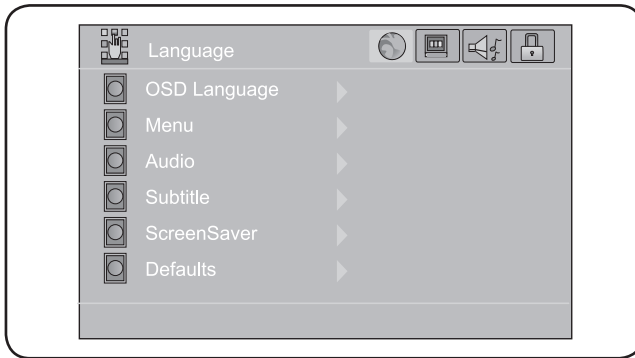 Language
OSD Language
Menu
Audio
Subtitle
ScreenSaver
Defaults